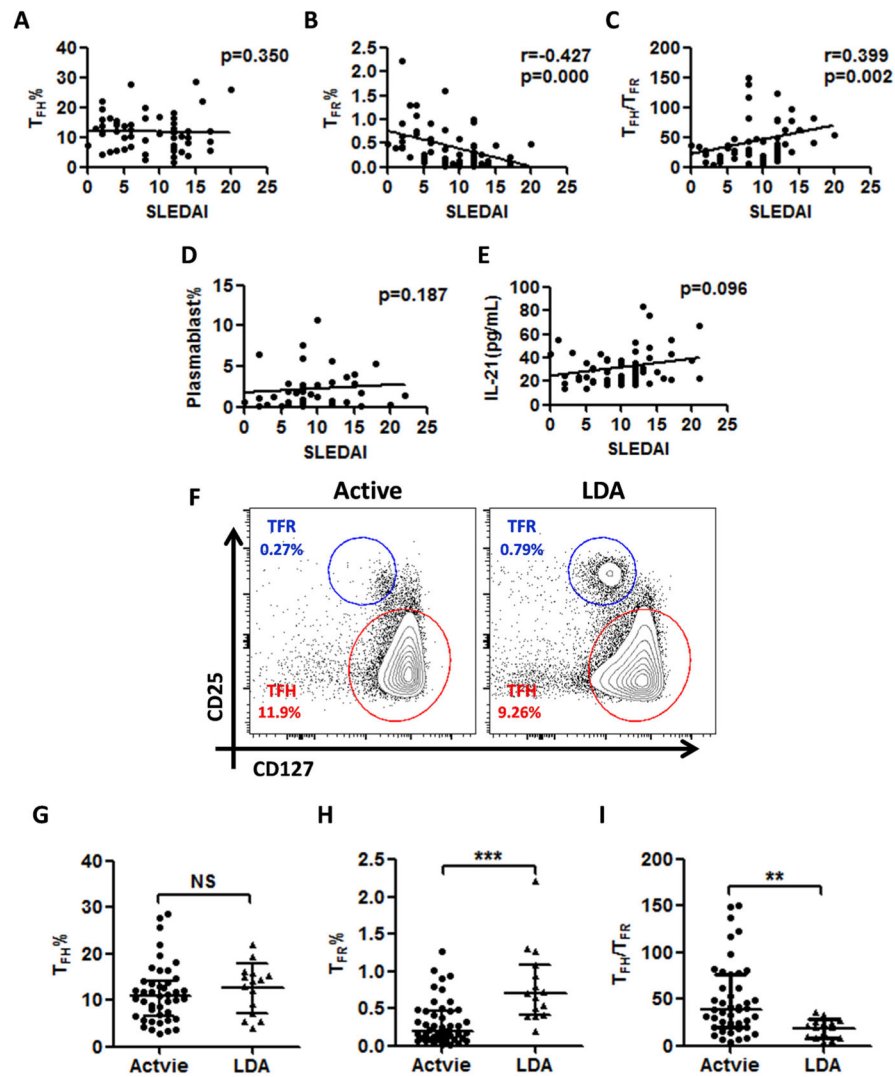 A
p=0.350
T_FH%
40
30
20
10
0
0 5 10 15 20 25
SLEDAI
B
r=-0.427
p=0.000
T_FR%
2.5
2.0
1.5
1.0
0.5
0.0
0 5 10 15 20 25
SLEDAI
C
r=0.399
p=0.002
T_FH/T_FR
200
150
100
50
0
0 5 10 15 20 25
SLEDAI
D
p=0.187
Plasmablast%
15
10
5
0
0 5 10 15 20 25
SLEDAI
E
p=0.096
IL-21(pg/mL)
100
80
60
40
20
0
0 5 10 15 20 25
SLEDAI
F
Active
LDA
TFR
0.27%
TFH
11.9%
TFR
0.79%
TFH
9.26%
CD25
CD127
G
NS
T_FH%
40
30
20
10
0
Actvie LDA
H
***
T_FR%
2.5
2.0
1.5
1.0
0.5
0.0
Actvie LDA
I
**
T_FH/T_FR
200
150
100
50
0
Actvie LDA